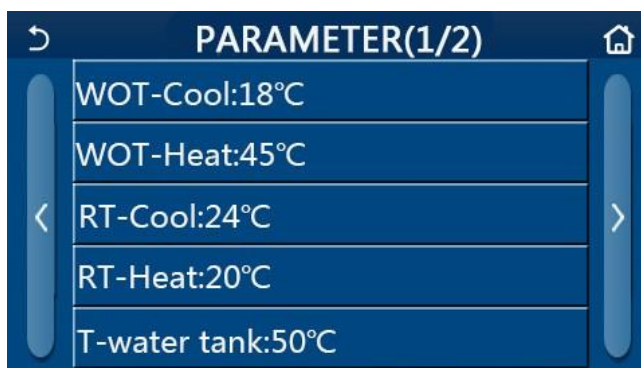 PARAMETER(1/2)
WOT-Cool:18℃
WOT-Heat:45℃
RT-Cool:24℃
RT-Heat:20℃
T-water tank:50℃